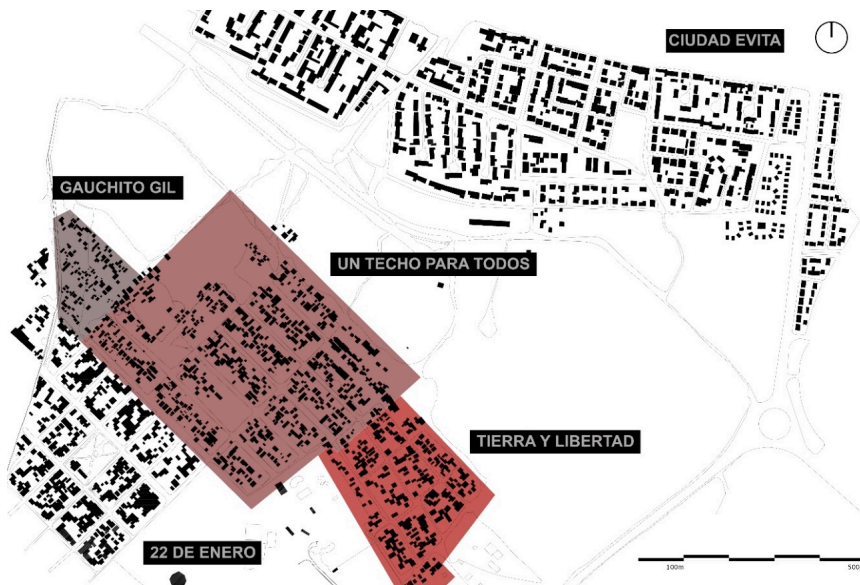 CIUDAD EVITA
GAUCHITO GIL
UN TECHO PARA TODOS
TIERRA Y LIBERTAD
22 DE ENERO
100m
500